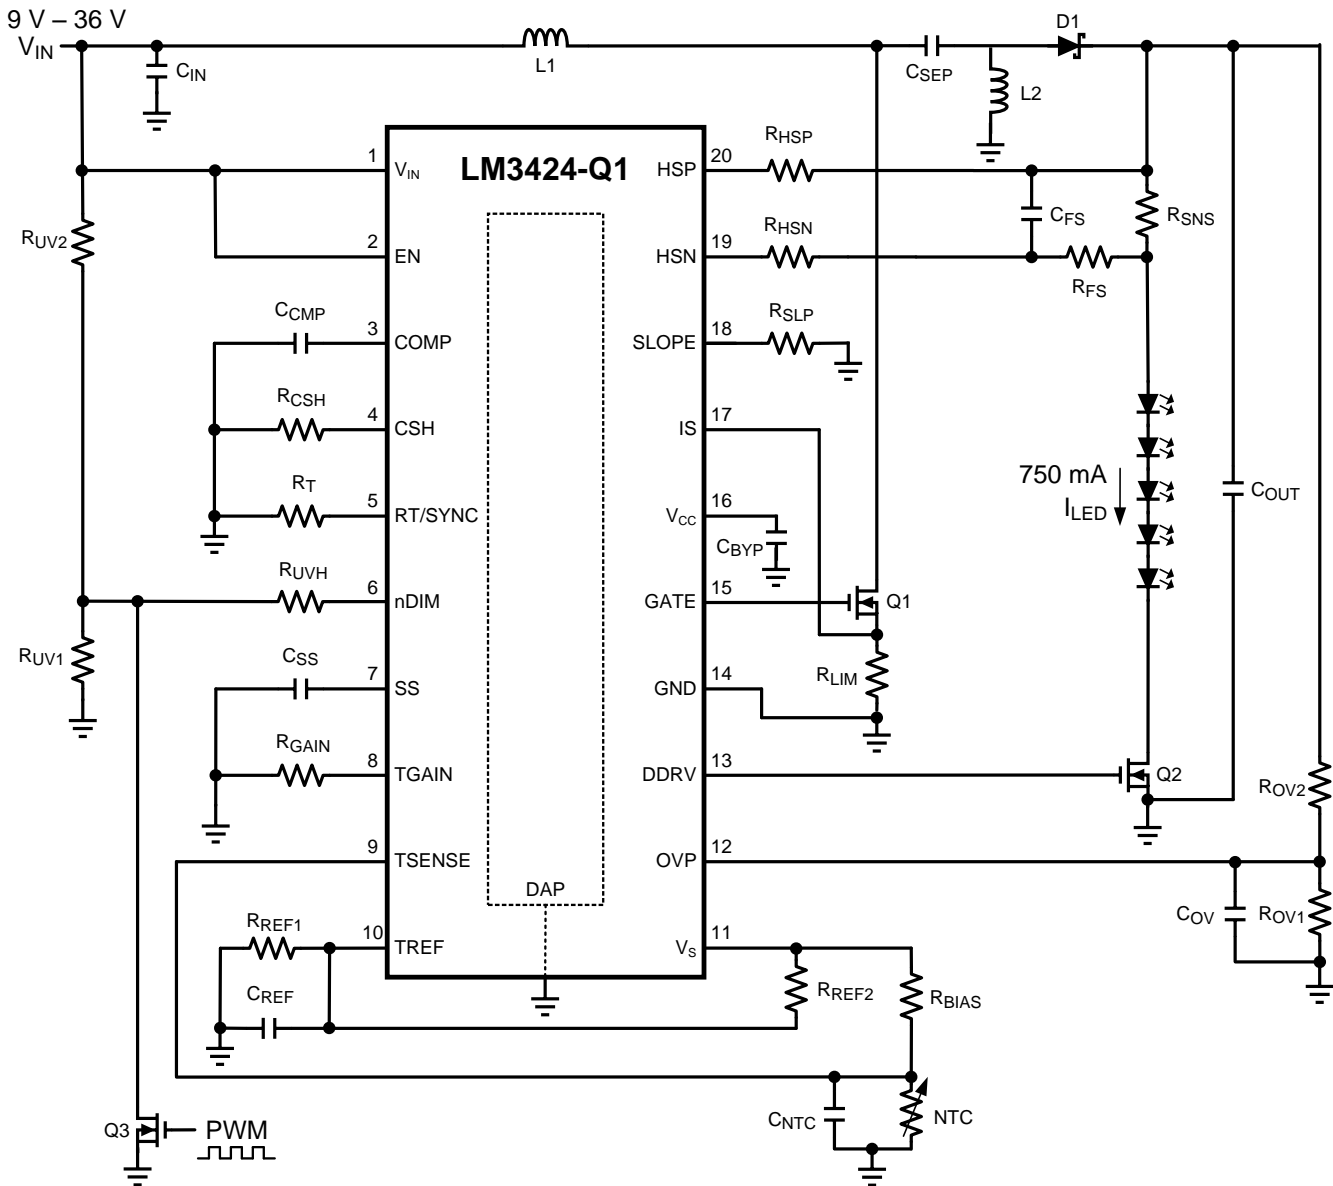 9 V – 36 V
VIN
CIN
L1
CSEP
D1
L2
LM3424-Q1
1 VIN
2 EN
3 COMP
4 CSH
5 RT/SYNC
6 nDIM
7 SS
8 TGAIN
9 TSENSE
10 TREF
20 HSP
19 HSN
18 SLOPE
17 IS
16 VCC
15 GATE
14 GND
13 DDRV
12 OVP
11 VS
DAP
RUV2
CCMP
RCSH
RT
RUVH
RUV1
CSS
RGAIN
RREF1
CREF
Q3
PWM
RHSP
RHSN
CFS
RSNS
RFS
RSLP
CBYP
Q1
RLIM
750 mA
ILED
COUT
Q2
ROV2
COV
ROV1
RREF2
RBIAS
CNTC
NTC